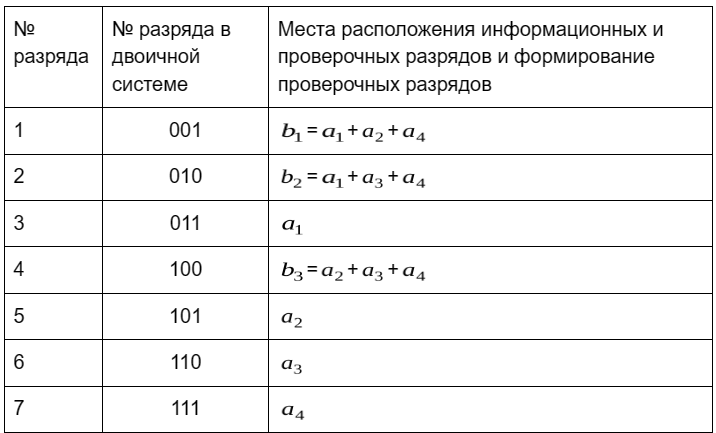 № разряда
№ разряда в двоичной системе
Места расположения информационных и проверочных разрядов и формирование проверочных разрядов
1 001 b₁ = a₁ + a₂ + a₄
2 010 b₂ = a₁ + a₃ + a₄
3 011 a₁
4 100 b₃ = a₂ + a₃ + a₄
5 101 a₂
6 110 a₃
7 111 a₄